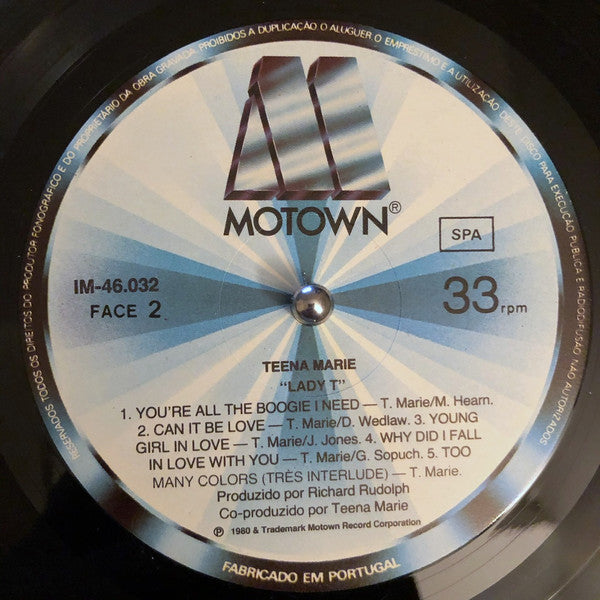 RESERVADOS TODOS OS DIREITOS DO PRODUTOR FONOGRÁFICO E DO PROPRIETÁRIO DA OBRA GRAVADA, PROIBIDOS A DUPLICAÇÃO O ALUGUER O EMPRÉSTIMO E A UTILIZAÇÃO DESTE DISCO PARA EXECUÇÃO PÚBLICA E RADIODIFUSÃO NÃO AUTORIZADOS
MOTOWN®
SPA
IM-46.032
FACE 2
33 rpm
TEENA MARIE
"LADY T"
1. YOU'RE ALL THE BOOGIE I NEED — T. Marie/M. Hearn.
2. CAN IT BE LOVE — T. Marie/D. Wedlaw. 3. YOUNG
GIRL IN LOVE — T. Marie/J. Jones. 4. WHY DID I FALL
IN LOVE WITH YOU — T. Marie/G. Sopuch. 5. TOO
MANY COLORS (TRÈS INTERLUDE) — T. Marie.
Produzido por Richard Rudolph
Co-produzido por Teena Marie
℗ 1980 & Trademark Motown Record Corporation
FABRICADO EM PORTUGAL